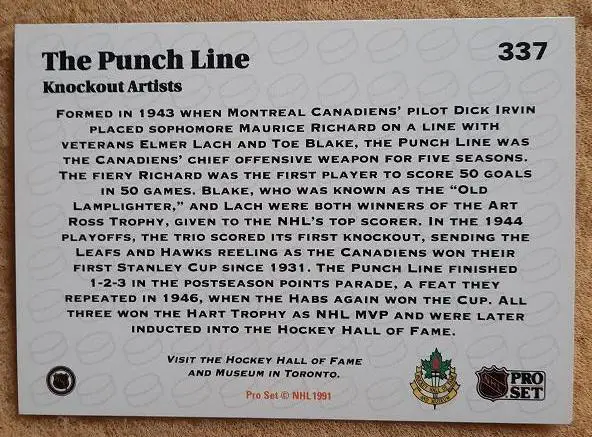 The Punch Line 337
Knockout Artists
FORMED IN 1943 WHEN MONTREAL CANADIENS' PILOT DICK IRVIN
PLACED SOPHOMORE MAURICE RICHARD ON A LINE WITH
VETERANS ELMER LACH AND TOE BLAKE, THE PUNCH LINE WAS
THE CANADIENS' CHIEF OFFENSIVE WEAPON FOR FIVE SEASONS.
THE FIERY RICHARD WAS THE FIRST PLAYER TO SCORE 50 GOALS
IN 50 GAMES. BLAKE, WHO WAS KNOWN AS THE "OLD
LAMPLIGHTER," AND LACH WERE BOTH WINNERS OF THE ART
ROSS TROPHY, GIVEN TO THE NHL'S TOP SCORER. IN THE 1944
PLAYOFFS, THE TRIO SCORED ITS FIRST KNOCKOUT, SENDING THE
LEAFS AND HAWKS REELING AS THE CANADIENS WON THEIR
FIRST STANLEY CUP SINCE 1931. THE PUNCH LINE FINISHED
1-2-3 IN THE POSTSEASON POINTS PARADE, A FEAT THEY
REPEATED IN 1946, WHEN THE HABS AGAIN WON THE CUP. ALL
THREE WON THE HART TROPHY AS NHL MVP AND WERE LATER
INDUCTED INTO THE HOCKEY HALL OF FAME.
VISIT THE HOCKEY HALL OF FAME
AND MUSEUM IN TORONTO.
Pro Set © NHL 1991
NHL PRO
SET